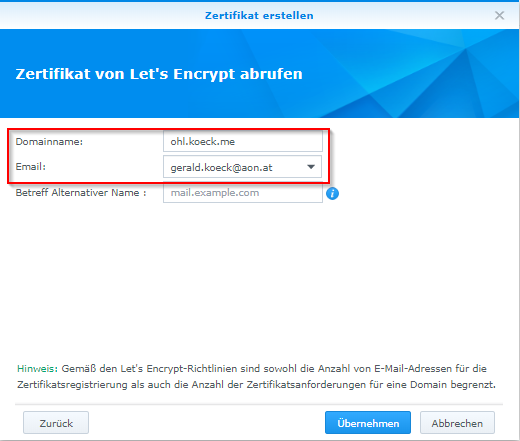 Zertifikat erstellen
Zertifikat von Let's Encrypt abrufen
Domainname: ohl.koeck.me
Email: gerald.koeck@aon.at
Betreff Alternativer Name : mail.example.com
Hinweis: Gemäß den Let's Encrypt-Richtlinien sind sowohl die Anzahl von E-Mail-Adressen für die
Zertifikatsregistrierung als auch die Anzahl der Zertifikatsanforderungen für eine Domain begrenzt.
Zurück Übernehmen Abbrechen